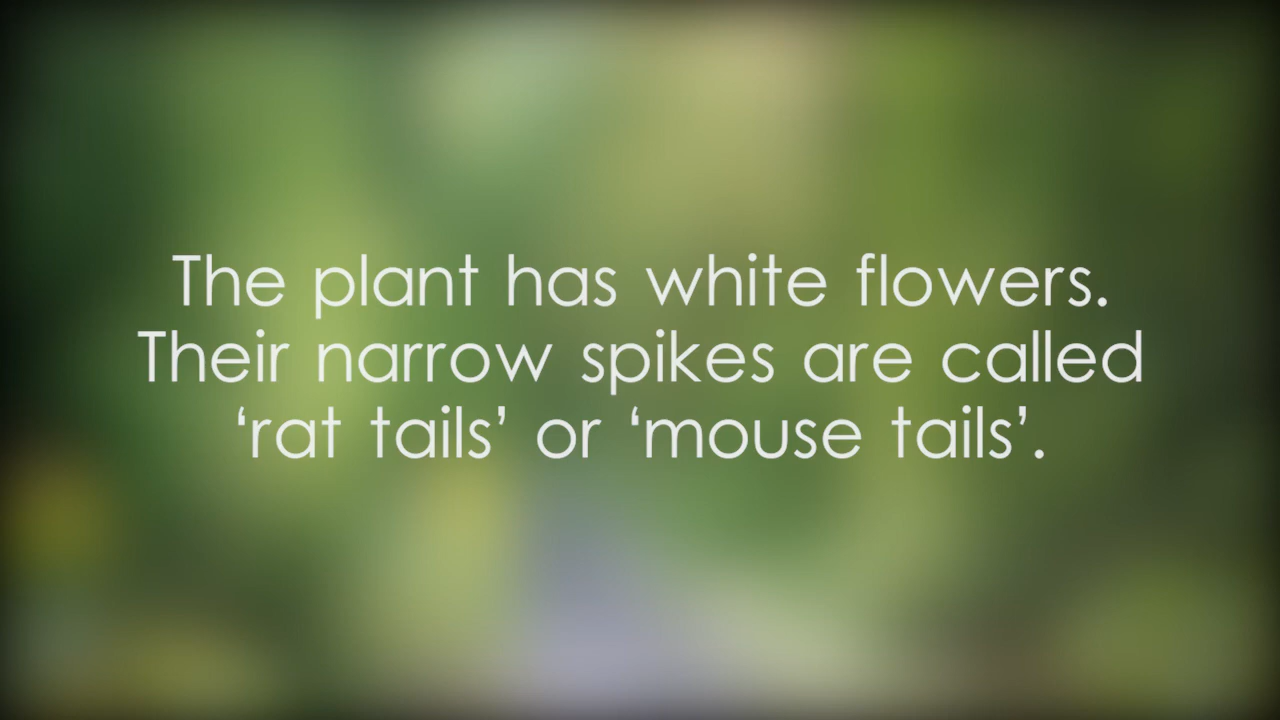 The plant has white flowers.
Their narrow spikes are called
‘rat tails’ or ‘mouse tails’.